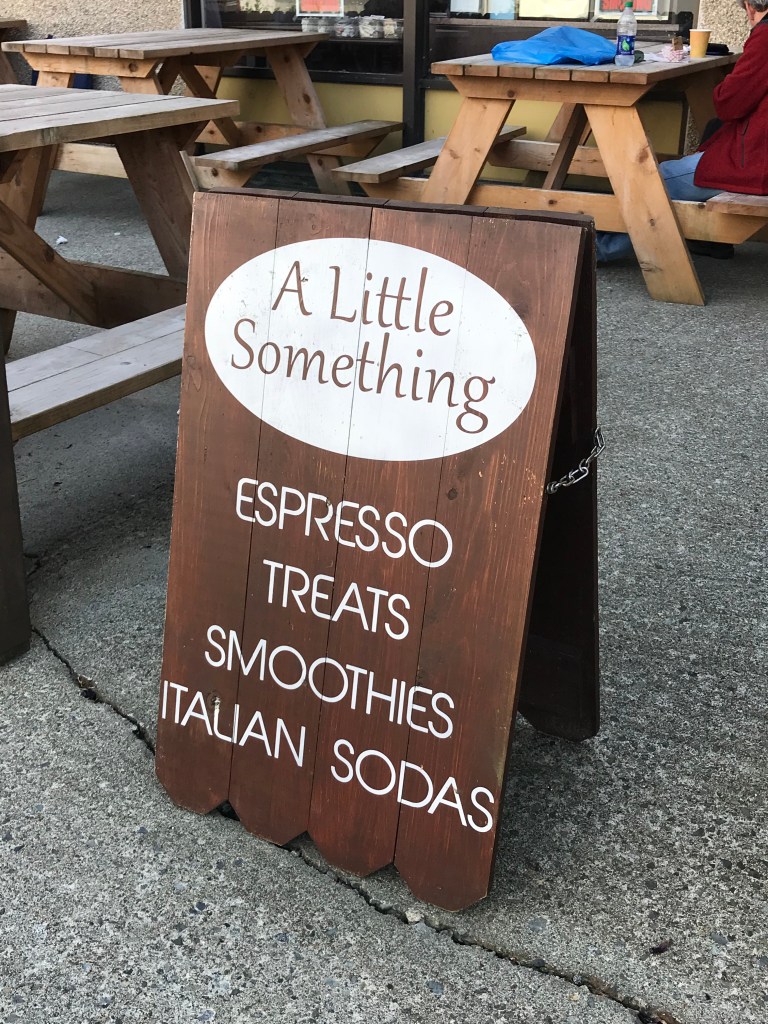 A Little
Something
ESPRESSO
TREATS
SMOOTHIES
ITALIAN SODAS